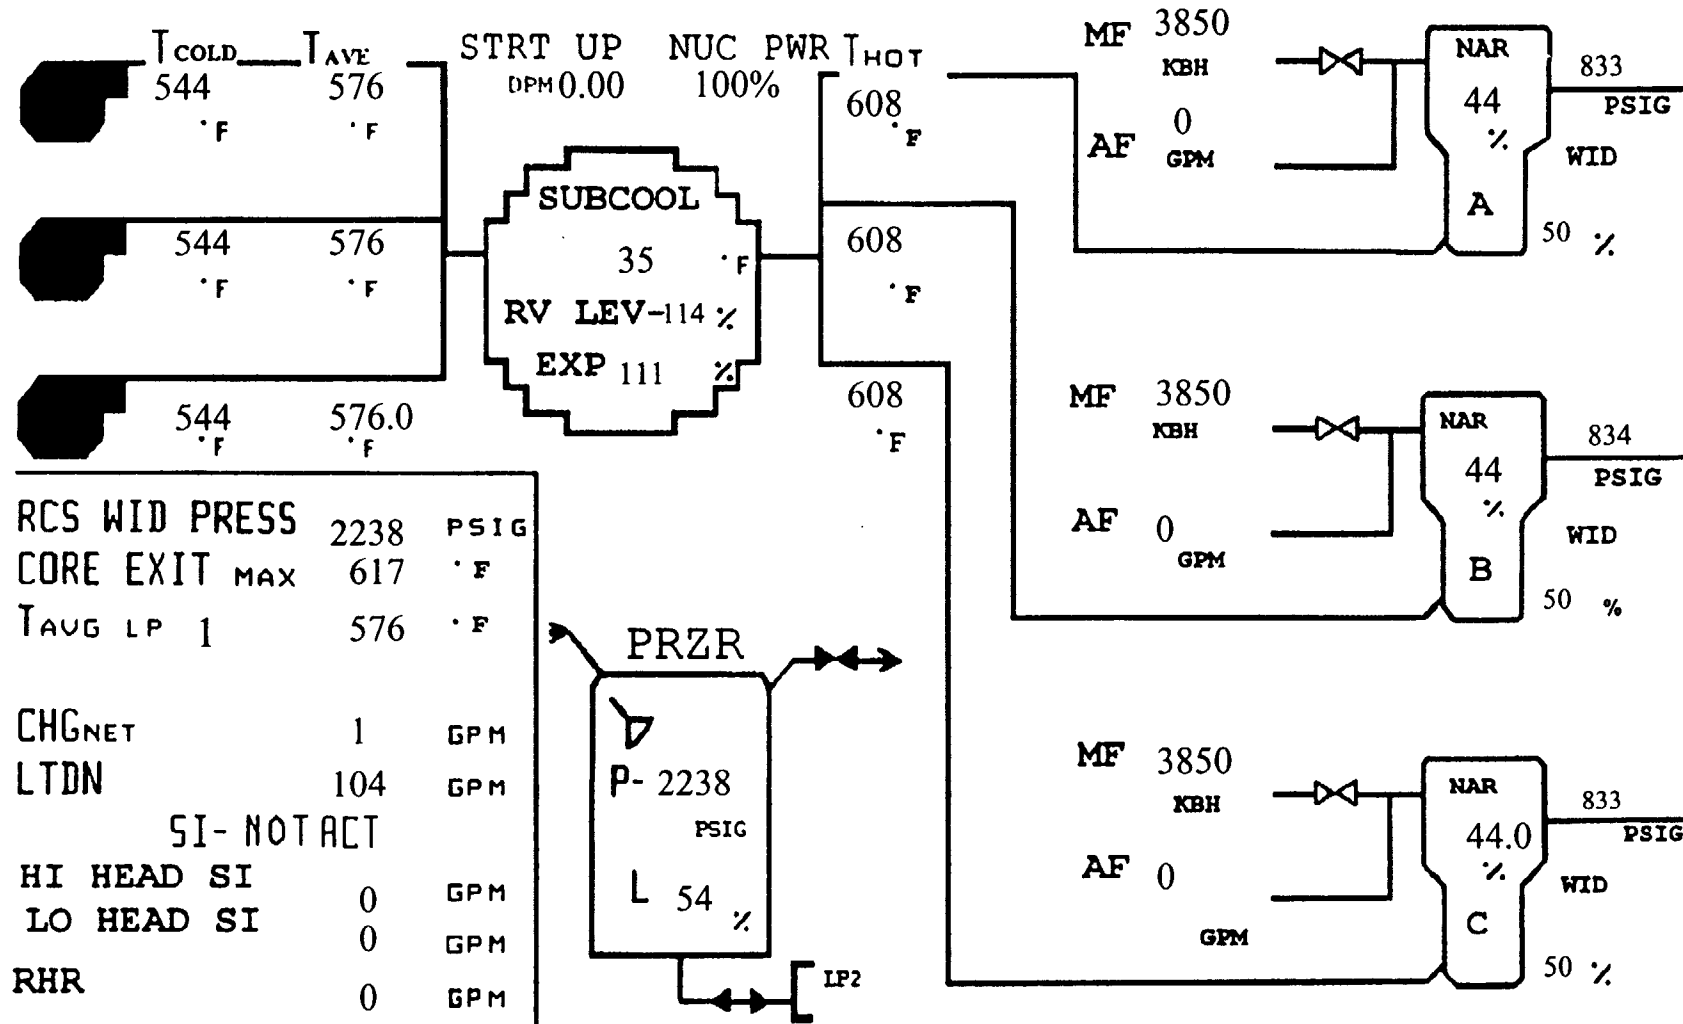 TCOLD TAVE STRT UP NUC PWR THOT
544 576 DPM 0.00 100% 608
°F °F °F
544 576 608
°F °F °F
544 576.0 608
°F °F °F
SUBCOOL
35 °F
RV LEV-114 %
EXP 111 %
MF 3850
KBH
AF 0
GPM
NAR
44
%
A
833
PSIG
WID
50 %
MF 3850
KBH
AF 0
GPM
NAR
44
%
B
834
PSIG
WID
50 %
MF 3850
KBH
AF 0
GPM
NAR
44.0
%
C
833
PSIG
WID
50 %
RCS WID PRESS 2238 PSIG
CORE EXIT MAX 617 °F
TAVG LP 1 576 °F
CHGNET 1 GPM
LTDN 104 GPM
SI- NOT ACT
HI HEAD SI 0 GPM
LO HEAD SI 0 GPM
RHR 0 GPM
PRZR
P- 2238
PSIG
L 54 %
LP2